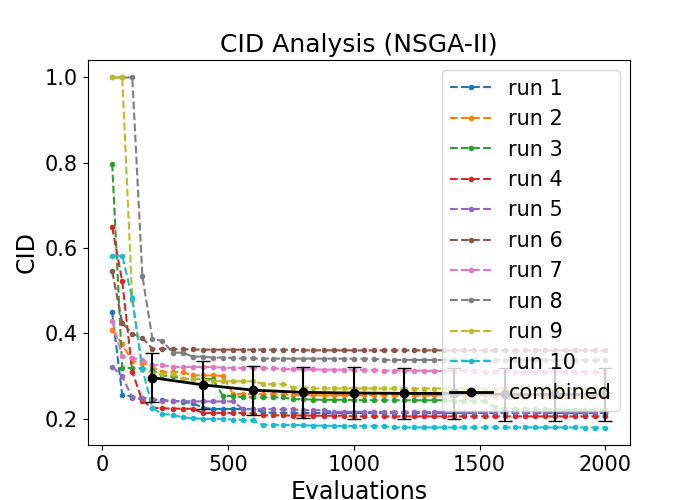 CID Analysis (NSGA-II)
CID
1.0
0.8
0.6
0.4
0.2
run 1
run 2
run 3
run 4
run 5
run 6
run 7
run 8
run 9
run 10
combined
0 500 1000 1500 2000
Evaluations